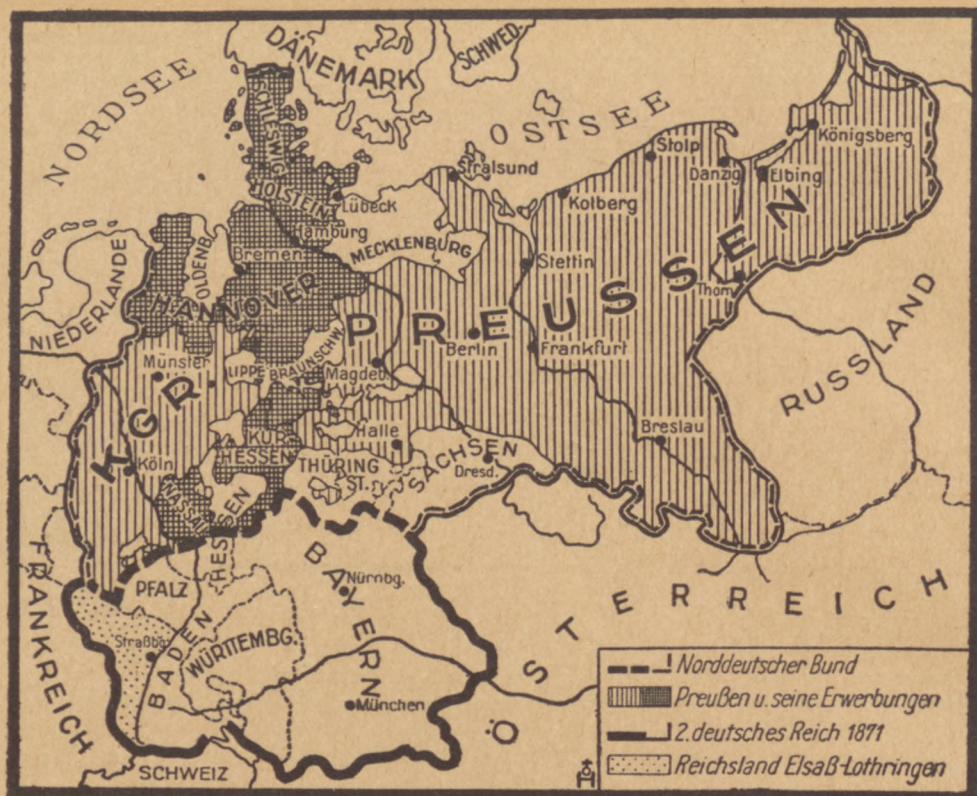 NORDSEE
DÄNEMARK
SCHWED.
OSTSEE
SCHLESWIG
HOLSTEIN
Lübeck
Hamburg
Stralsund
Kolberg
Stolp
Danzig
Elbing
Königsberg
MECKLENBURG
Stettin
Thorn
NIEDERLANDE
OLDENB.
Bremen
HANNOVER
KGR. PREUSSEN
Berlin
Frankfurt
RUSSLAND
Münster
LIPPE
BRAUNSCHW.
Magdeb.
Köln
KUR-
HESSEN
Halle
THÜRING
ST.
SACHSEN
Dresd.
Breslau
NASSAU
HESSEN
FRANKREICH
PFALZ
BAYERN
Nürnbg.
ÖSTERREICH
Straßbg.
BADEN
WÜRTTEMBG.
München
SCHWEIZ
Norddeutscher Bund
Preußen u. seine Erwerbungen
2. deutsches Reich 1871
Reichsland Elsaß-Lothringen